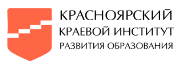 КРАСНОЯРСКИЙ
КРАЕВОЙ ИНСТИТУТ
РАЗВИТИЯ ОБРАЗОВАНИЯ